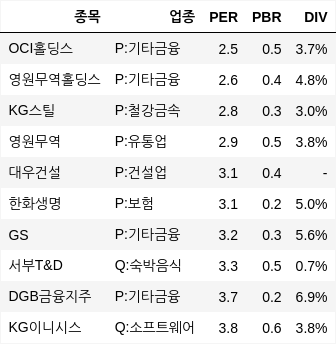 종목 업종 PER PBR DIV
OCI홀딩스 P:기타금융 2.5 0.5 3.7%
영원무역홀딩스 P:기타금융 2.6 0.4 4.8%
KG스틸 P:철강금속 2.8 0.3 3.0%
영원무역 P:유통업 2.9 0.5 3.8%
대우건설 P:건설업 3.1 0.4 -
한화생명 P:보험 3.1 0.2 5.0%
GS P:기타금융 3.2 0.3 5.6%
서부T&D Q:숙박음식 3.3 0.5 0.7%
DGB금융지주 P:기타금융 3.7 0.2 6.9%
KG이니시스 Q:소프트웨어 3.8 0.6 3.8%